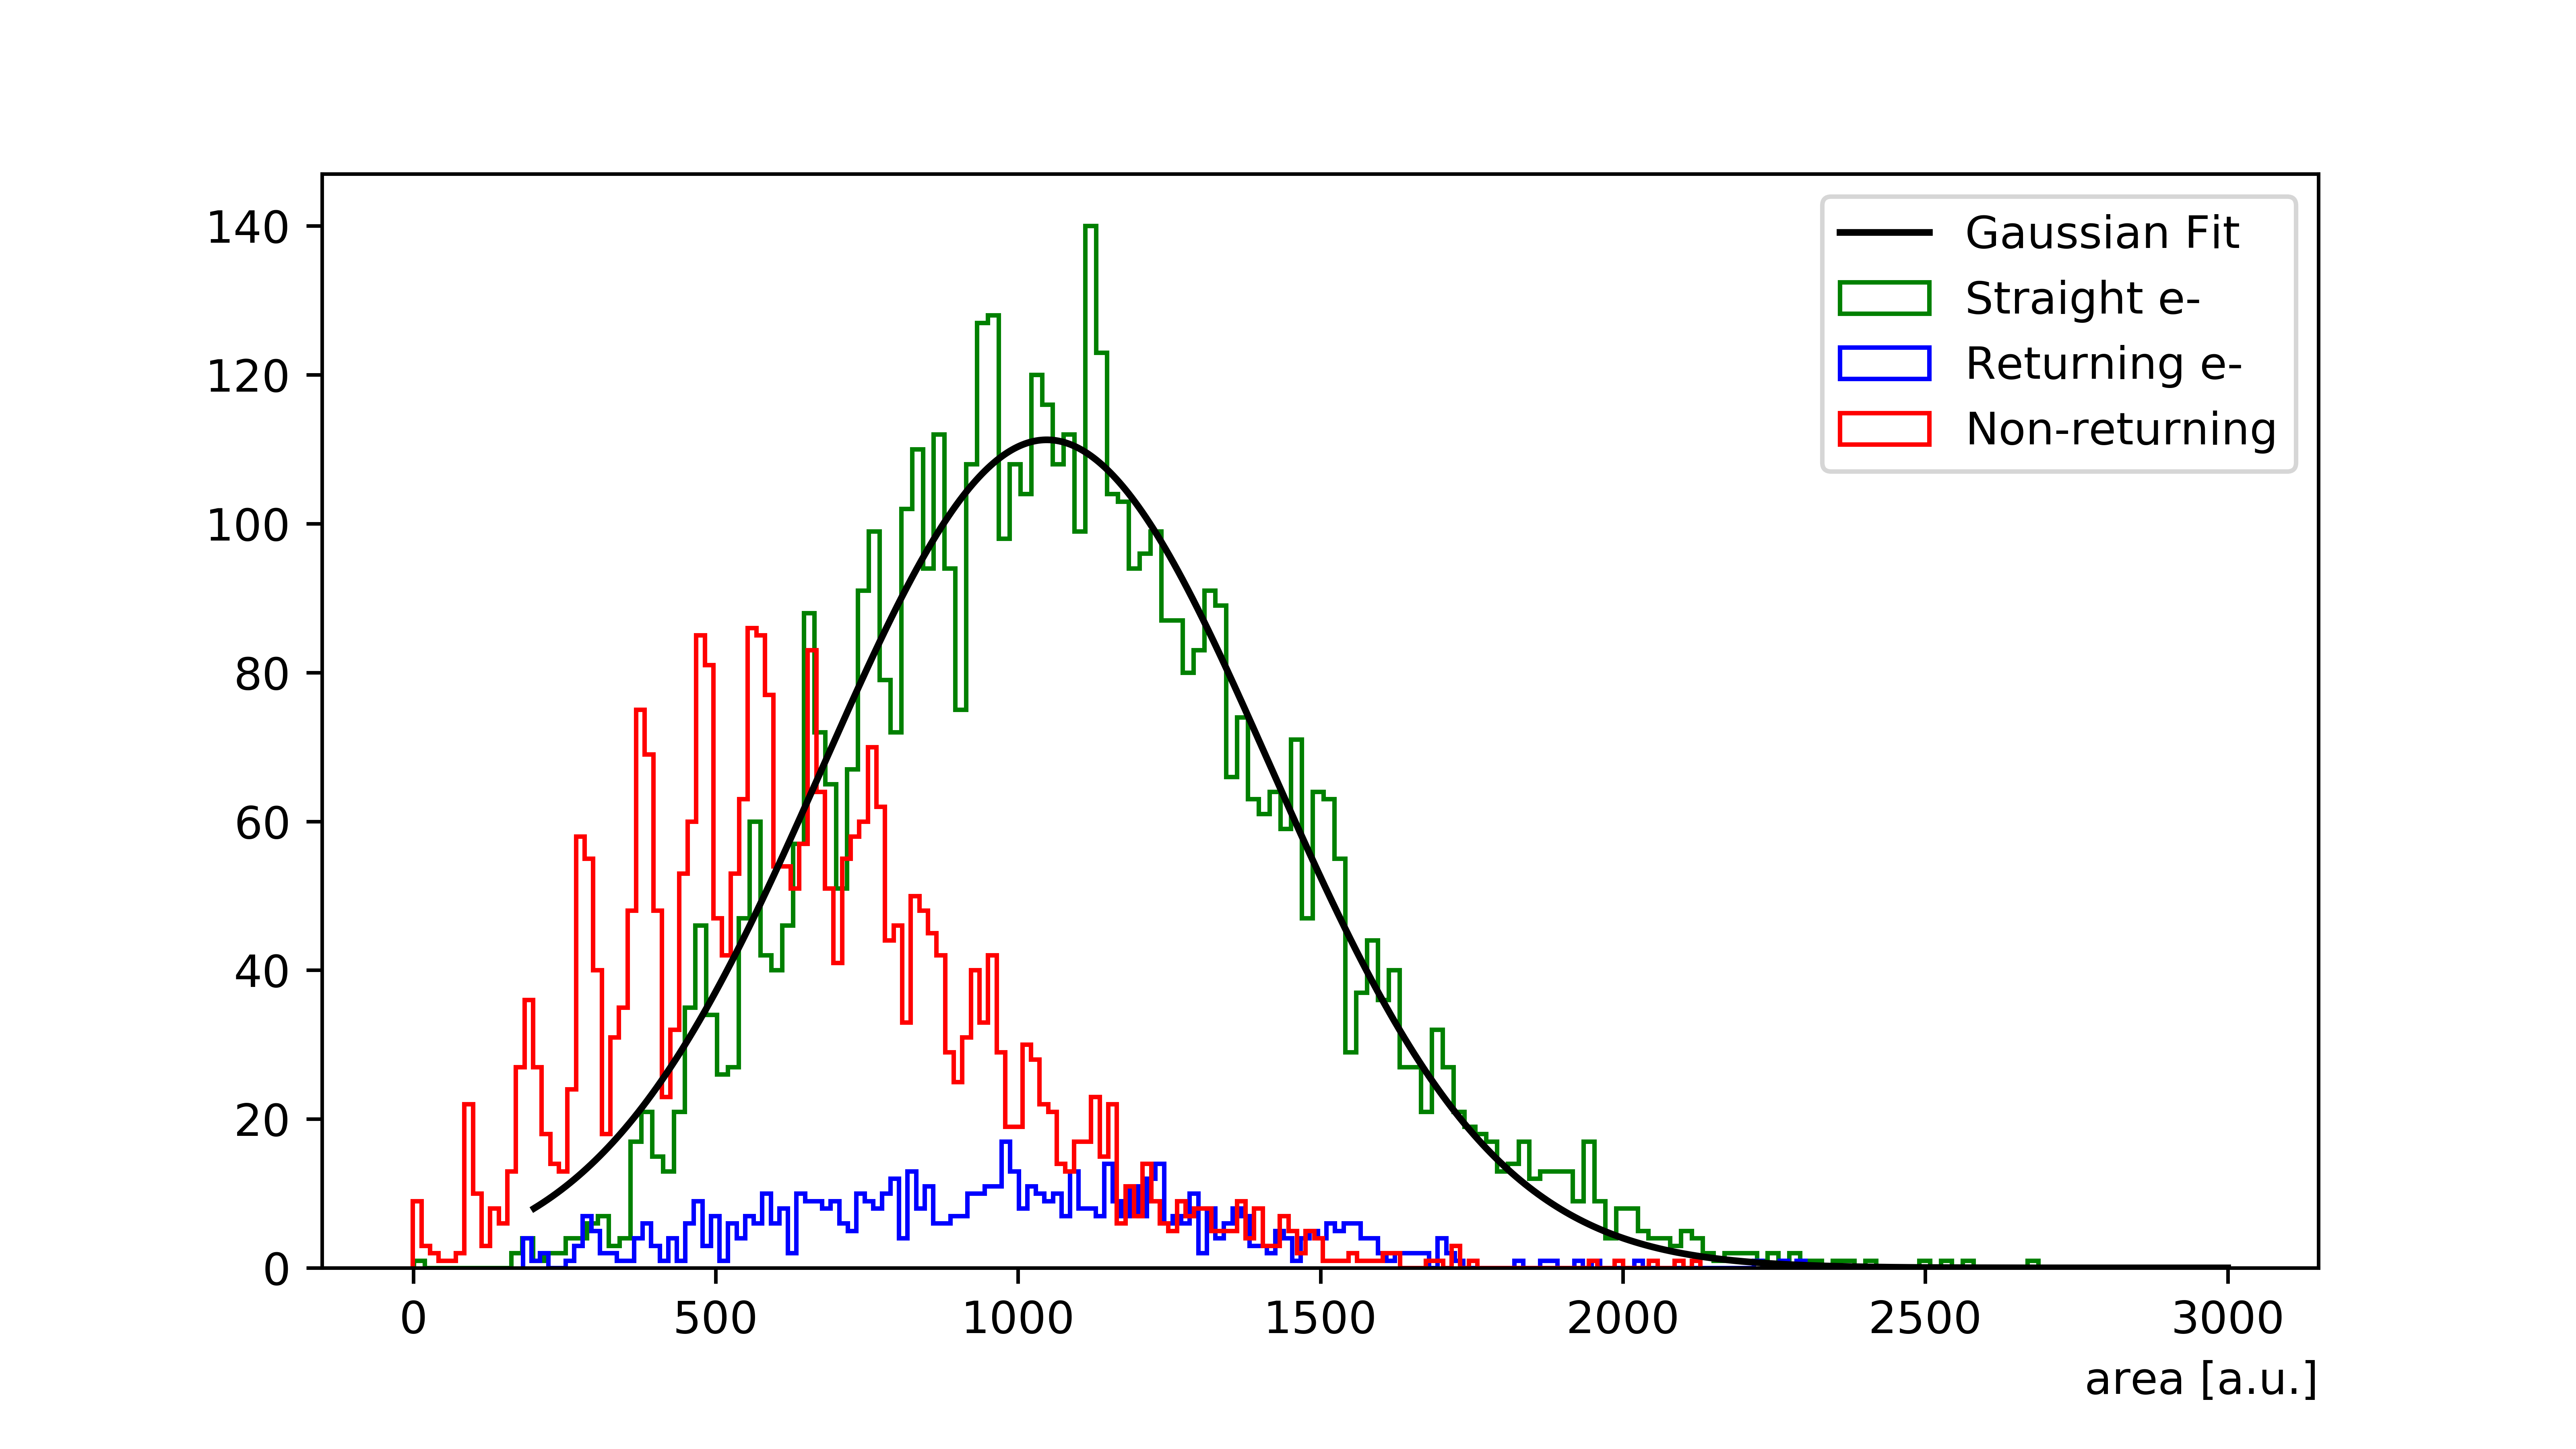 140
120
100
80
60
40
20
0
0 500 1000 1500 2000 2500 3000
area [a.u.]
Gaussian Fit
Straight e-
Returning e-
Non-returning